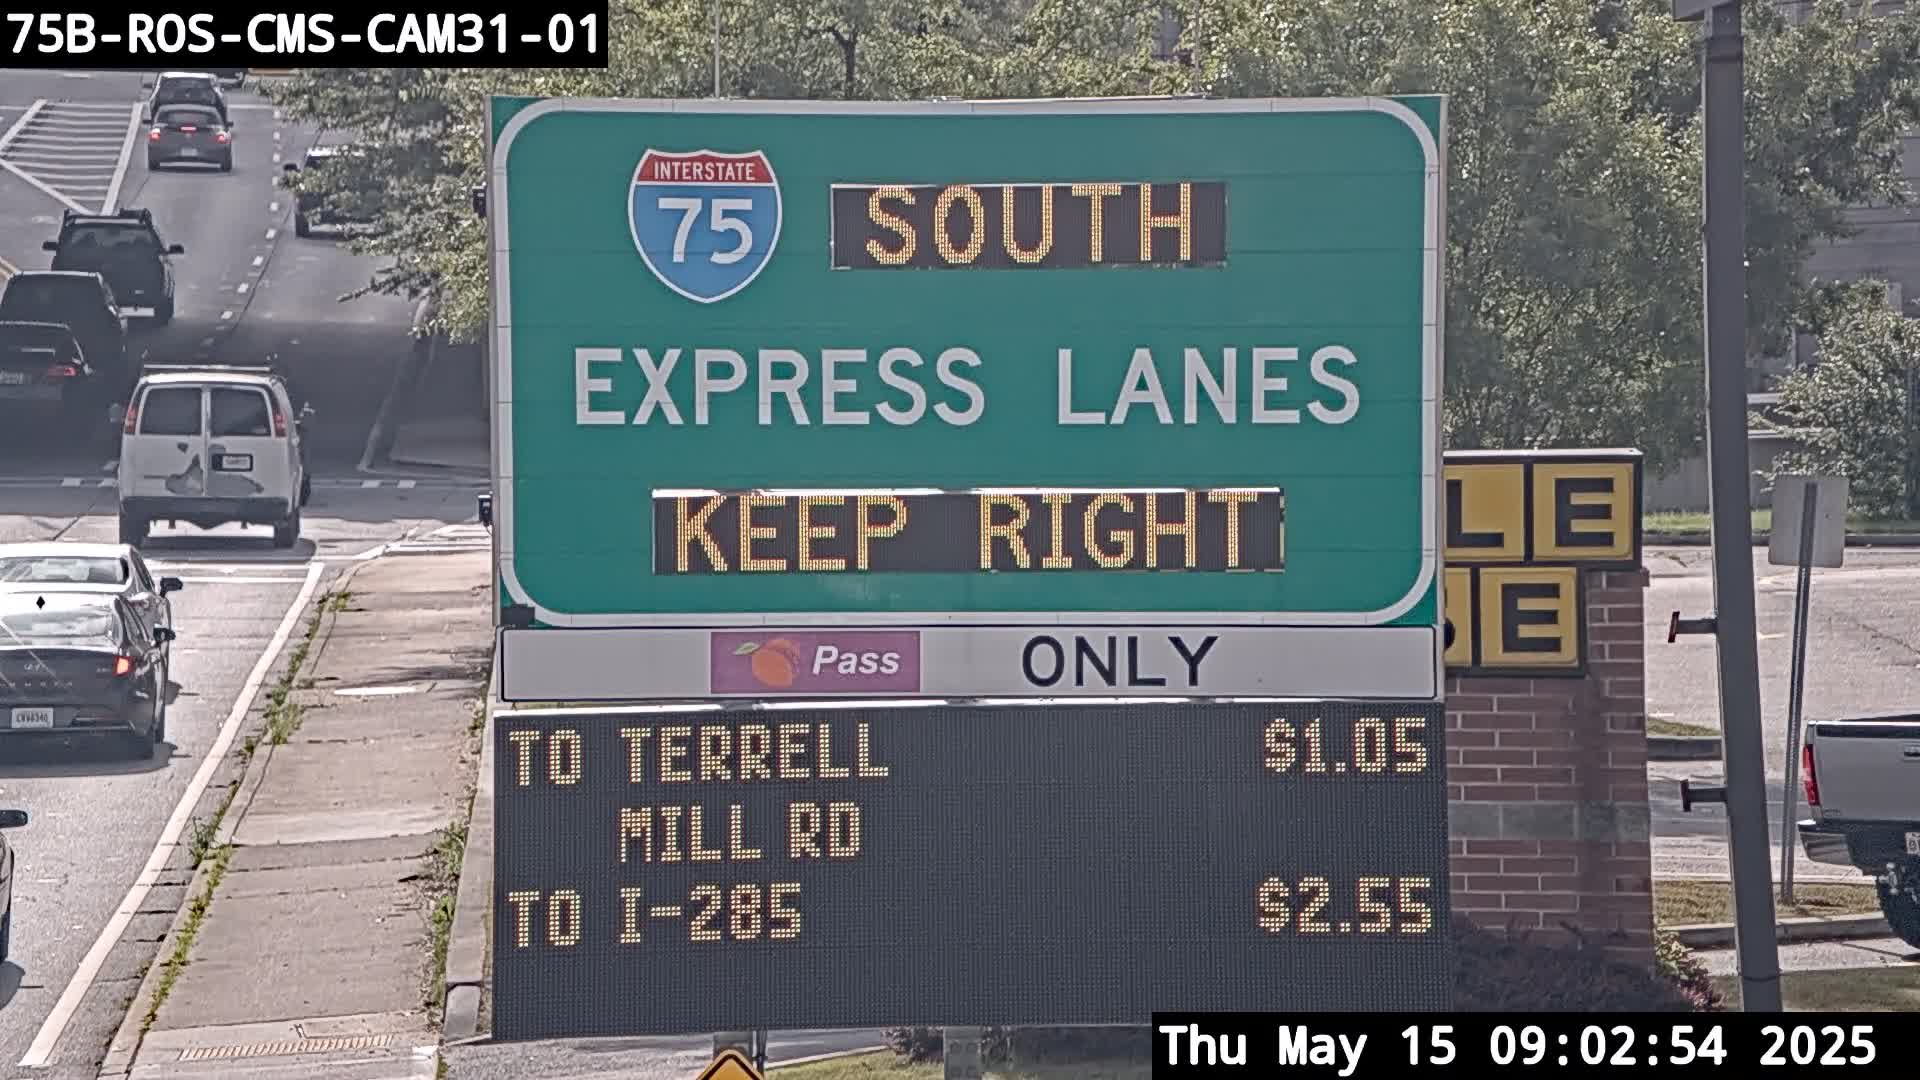 75B-ROS-CMS-CAM31-01
INTERSTATE
75
SOUTH
EXPRESS LANES
KEEP RIGHT
Pass ONLY
TO TERRELL $1.05
MILL RD
TO I-285 $2.55
LE
E
Thu May 15 09:02:54 2025